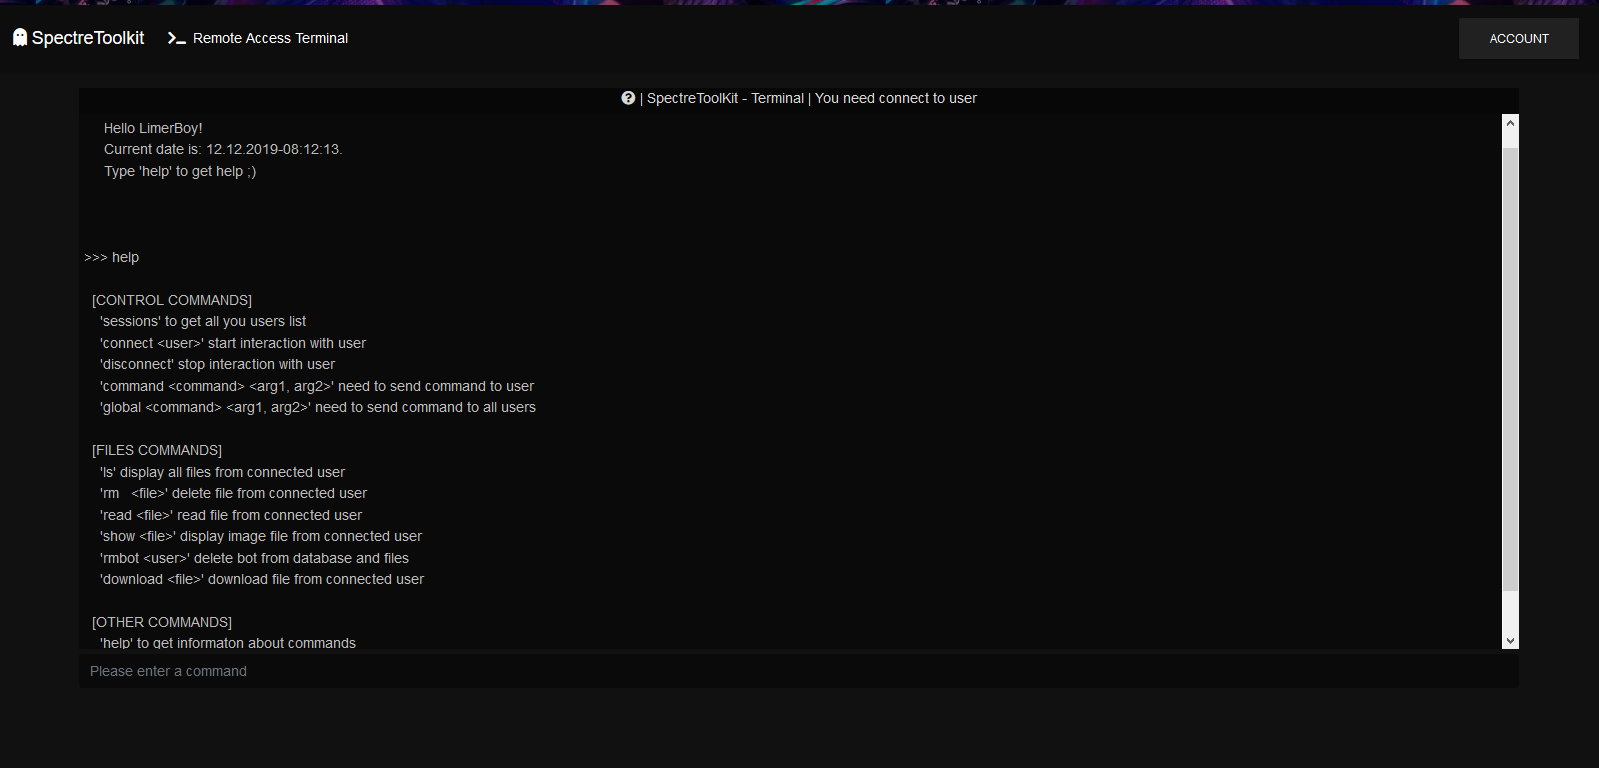 SpectreToolkit
Remote Access Terminal
ACCOUNT
| SpectreToolKit - Terminal | You need connect to user
Hello LimerBoy!
Current date is: 12.12.2019-08:12:13.
Type 'help' to get help ;)
>>> help
[CONTROL COMMANDS]
'sessions' to get all you users list
'connect <user>' start interaction with user
'disconnect' stop interaction with user
'command <command> <arg1, arg2>' need to send command to user
'global <command> <arg1, arg2>' need to send command to all users
[FILES COMMANDS]
'ls' display all files from connected user
'rm   <file>' delete file from connected user
'read <file>' read file from connected user
'show <file>' display image file from connected user
'rmbot <user>' delete bot from database and files
'download <file>' download file from connected user
[OTHER COMMANDS]
'help' to get informaton about commands
Please enter a command